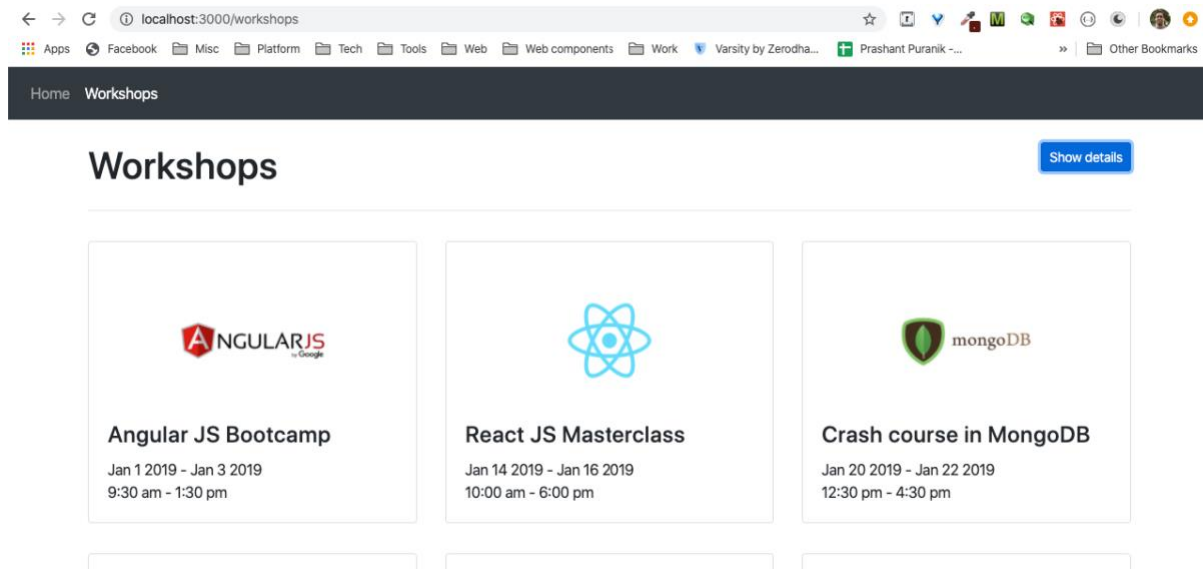 localhost:3000/workshops
Apps Facebook Misc Platform Tech Tools Web Web components Work Varsity by Zerodha... Prashant Puranik -... » Other Bookmarks
Home Workshops
Workshops
Show details
ANGULARJS
by Google
mongoDB
Angular JS Bootcamp
Jan 1 2019 - Jan 3 2019
9:30 am - 1:30 pm
React JS Masterclass
Jan 14 2019 - Jan 16 2019
10:00 am - 6:00 pm
Crash course in MongoDB
Jan 20 2019 - Jan 22 2019
12:30 pm - 4:30 pm